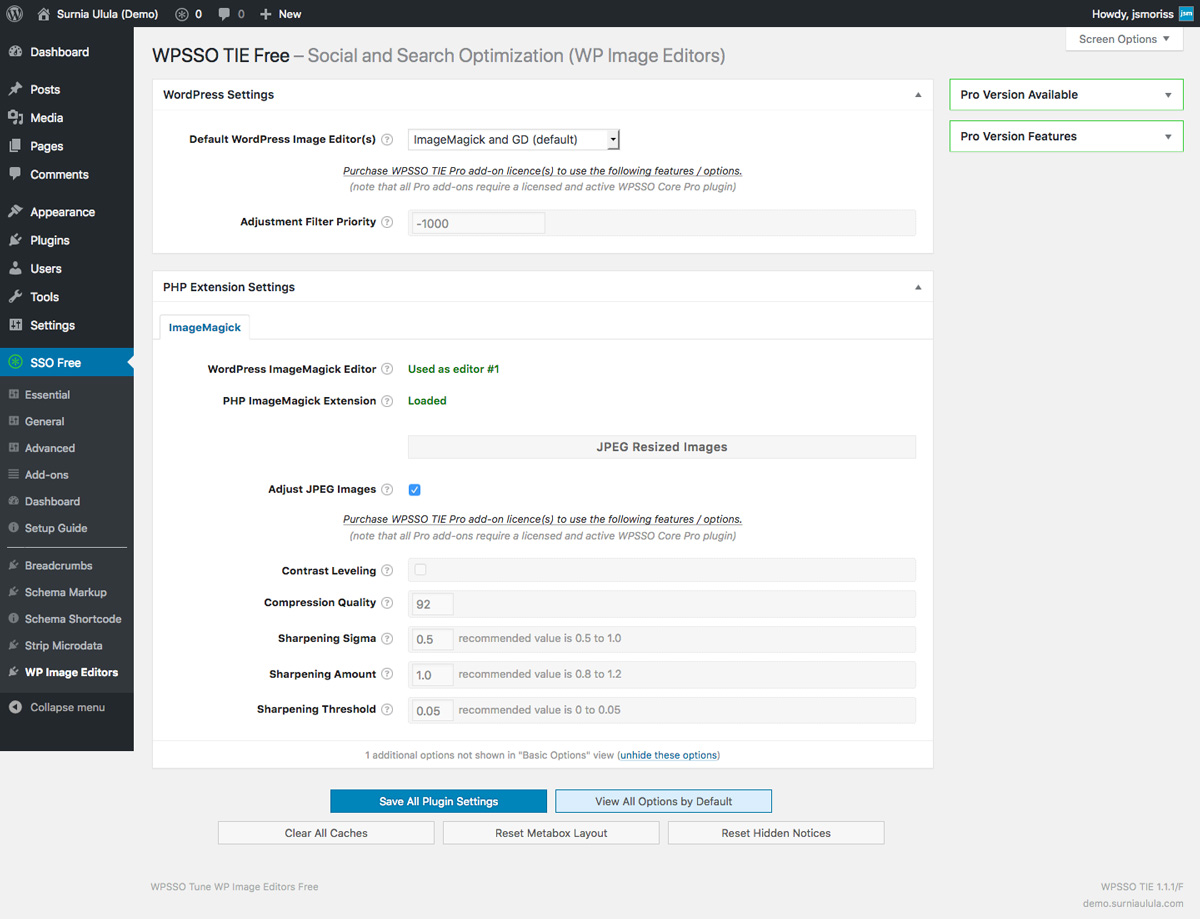 Surnia Ulula (Demo) 0 0 New Howdy, jsmoriss jsm
Screen Options
Dashboard
Posts
Media
Pages
Comments
Appearance
Plugins
Users
Tools
Settings
SSO Free
Essential
General
Advanced
Add-ons
Dashboard
Setup Guide
Breadcrumbs
Schema Markup
Schema Shortcode
Strip Microdata
WP Image Editors
Collapse menu
WPSSO TIE Free – Social and Search Optimization (WP Image Editors)
WordPress Settings
Default WordPress Image Editor(s) ? ImageMagick and GD (default)
Purchase WPSSO TIE Pro add-on licence(s) to use the following features / options.
(note that all Pro add-ons require a licensed and active WPSSO Core Pro plugin)
Adjustment Filter Priority ? -1000
PHP Extension Settings
ImageMagick
WordPress ImageMagick Editor ? Used as editor #1
PHP ImageMagick Extension ? Loaded
JPEG Resized Images
Adjust JPEG Images ?
Purchase WPSSO TIE Pro add-on licence(s) to use the following features / options.
(note that all Pro add-ons require a licensed and active WPSSO Core Pro plugin)
Contrast Leveling ?
Compression Quality ? 92
Sharpening Sigma ? 0.5 recommended value is 0.5 to 1.0
Sharpening Amount ? 1.0 recommended value is 0.8 to 1.2
Sharpening Threshold ? 0.05 recommended value is 0 to 0.05
1 additional options not shown in "Basic Options" view (unhide these options)
Save All Plugin Settings View All Options by Default
Clear All Caches Reset Metabox Layout Reset Hidden Notices
Pro Version Available
Pro Version Features
WPSSO Tune WP Image Editors Free WPSSO TIE 1.1.1/F
demo.surniaulula.com